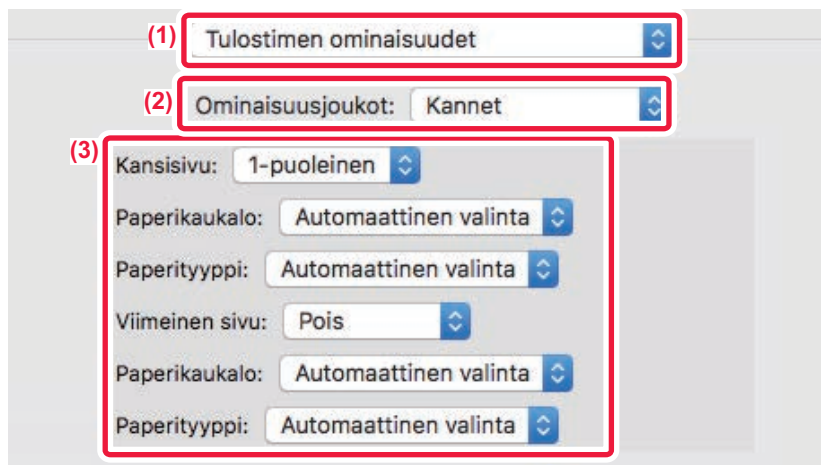 (1) Tulostimen ominaisuudet
(2) Ominaisuusjoukot: Kannet
(3)
Kansisivu: 1-puoleinen
Paperikaukalo: Automaattinen valinta
Paperityyppi: Automaattinen valinta
Viimeinen sivu: Pois
Paperikaukalo: Automaattinen valinta
Paperityyppi: Automaattinen valinta